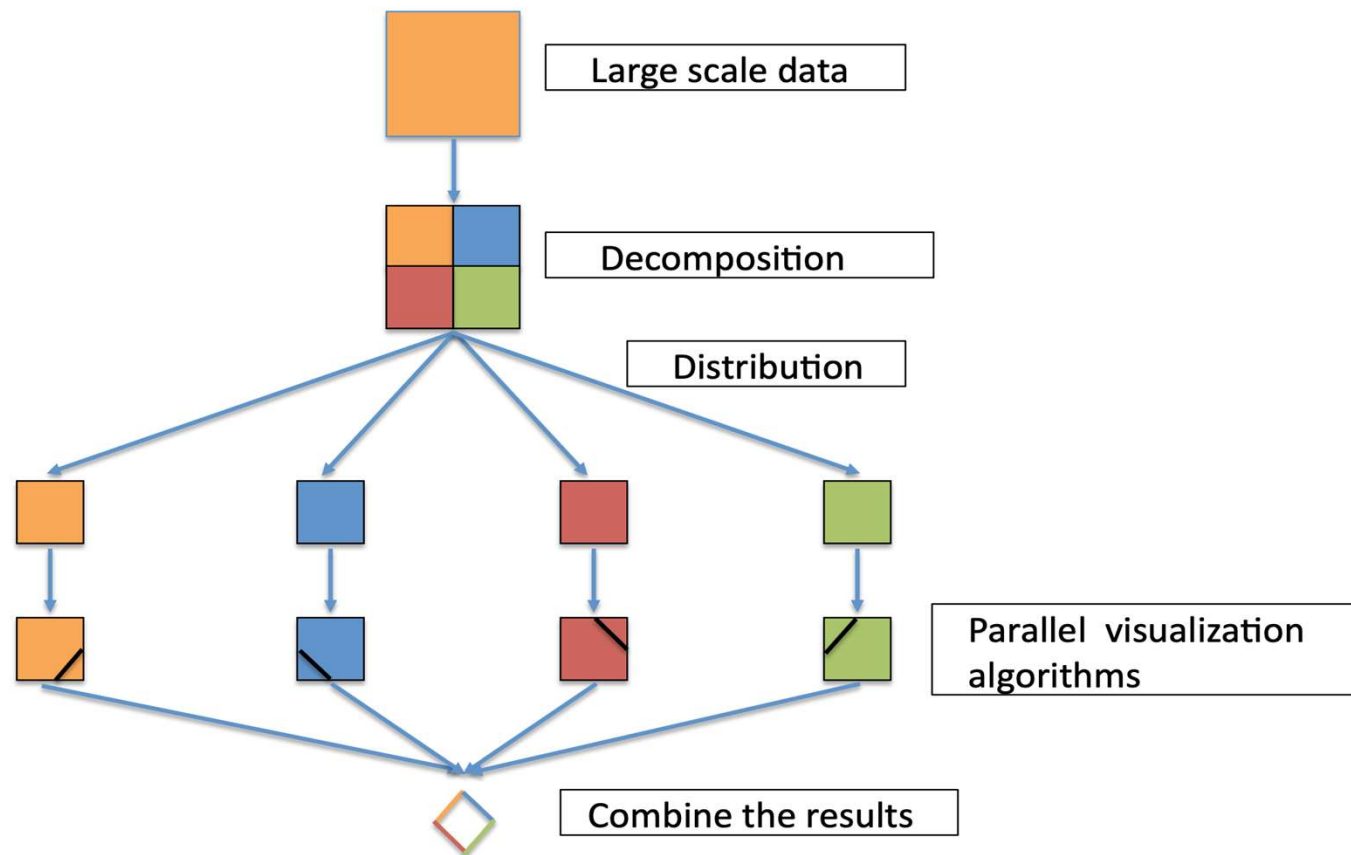 Large scale data
Decomposition
Distribution
Parallel visualization
algorithms
Combine the results